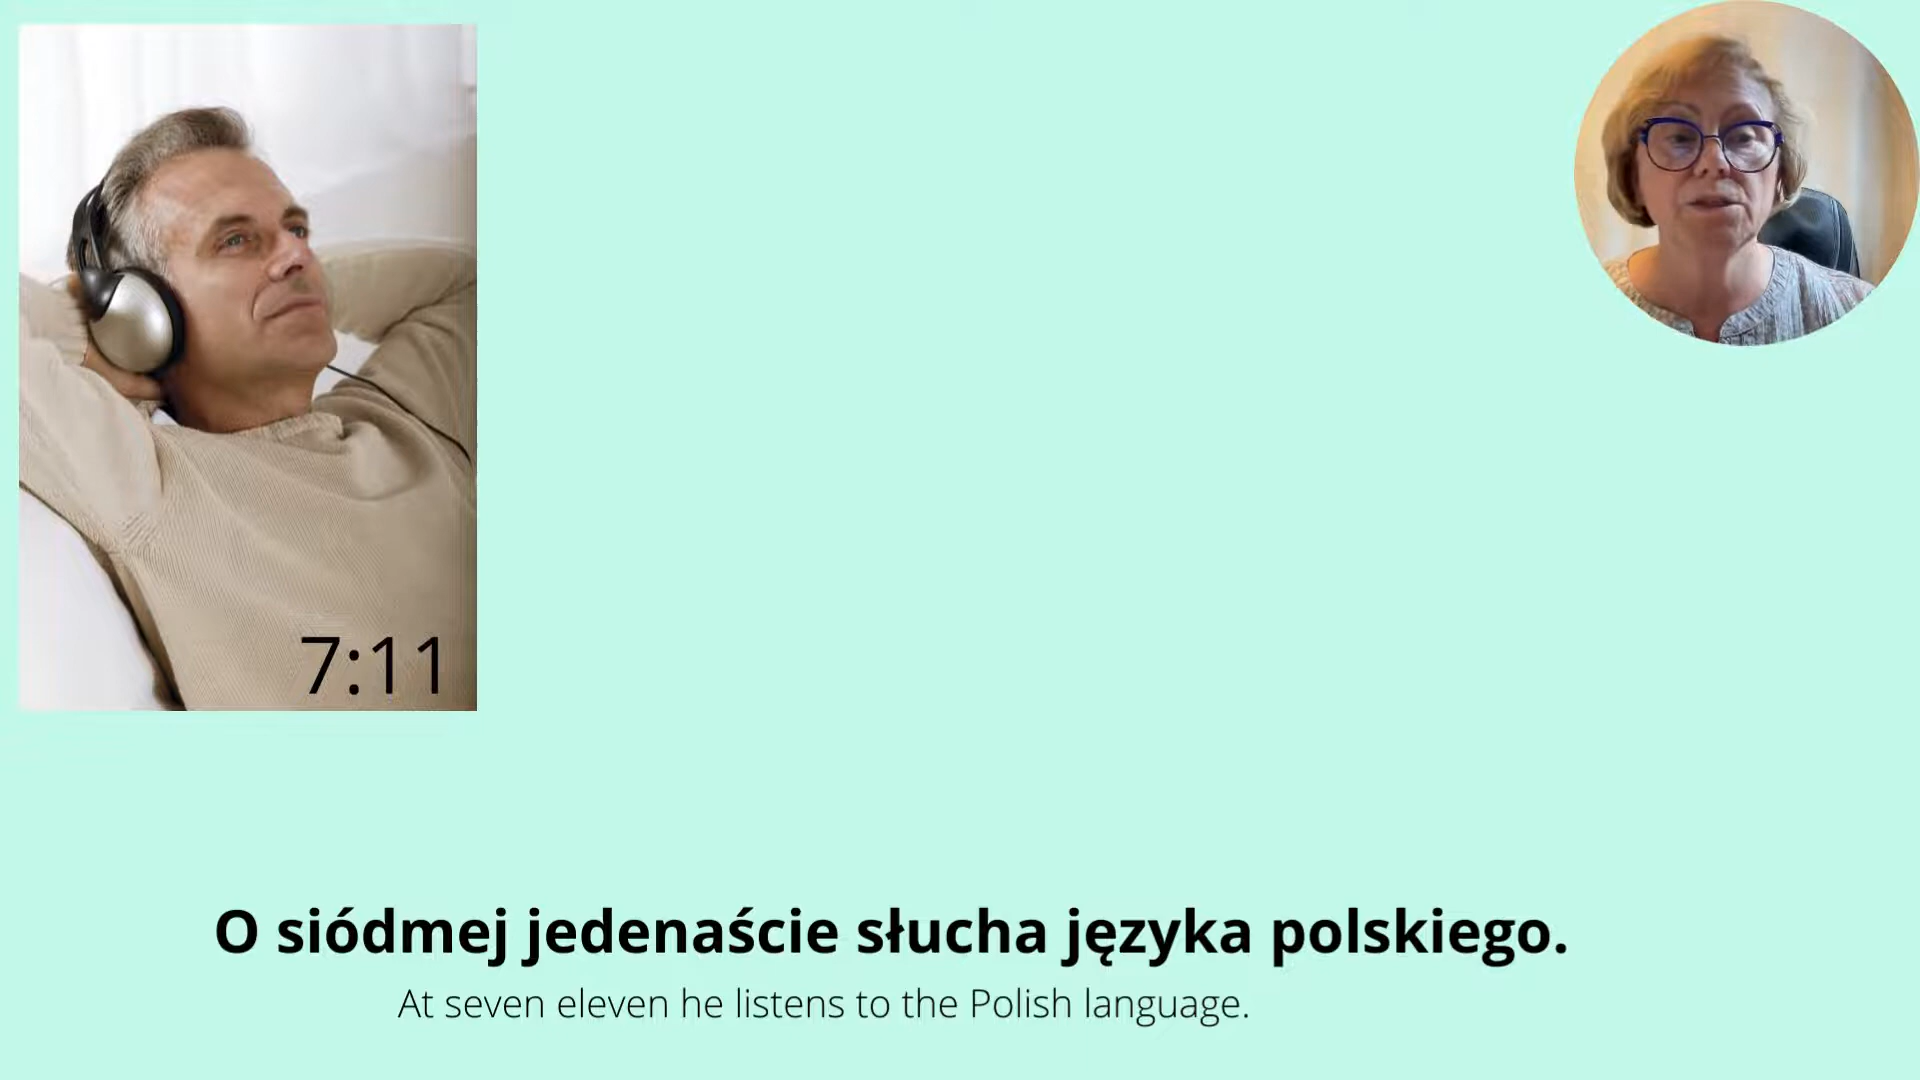 7:11
O siódmej jedenaście słucha języka polskiego.
At seven eleven he listens to the Polish language.